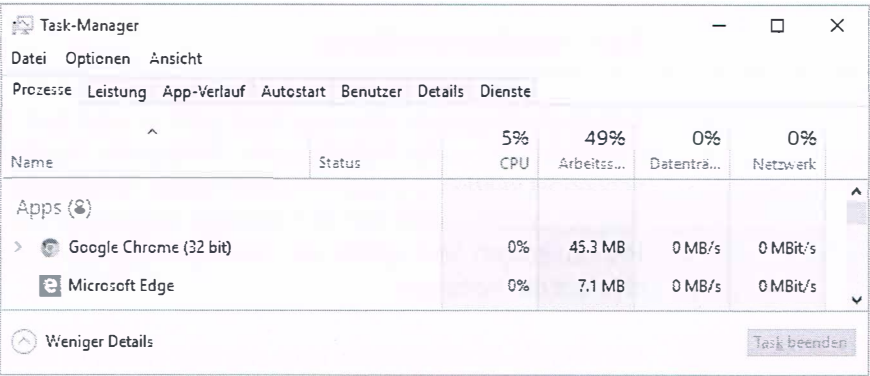 Task-Manager
Datei Optionen Ansicht
Prozesse Leistung App-Verlauf Autostart Benutzer Details Dienste
5% 49% 0% 0%
Name Status CPU Arbeitss... Datenträ... Netzwerk
Apps (8)
Google Chrome (32 bit) 0% 45.3 MB 0 MB/s 0 MBit/s
Microsoft Edge 0% 7.1 MB 0 MB/s 0 MBit/s
Weniger Details Task beenden